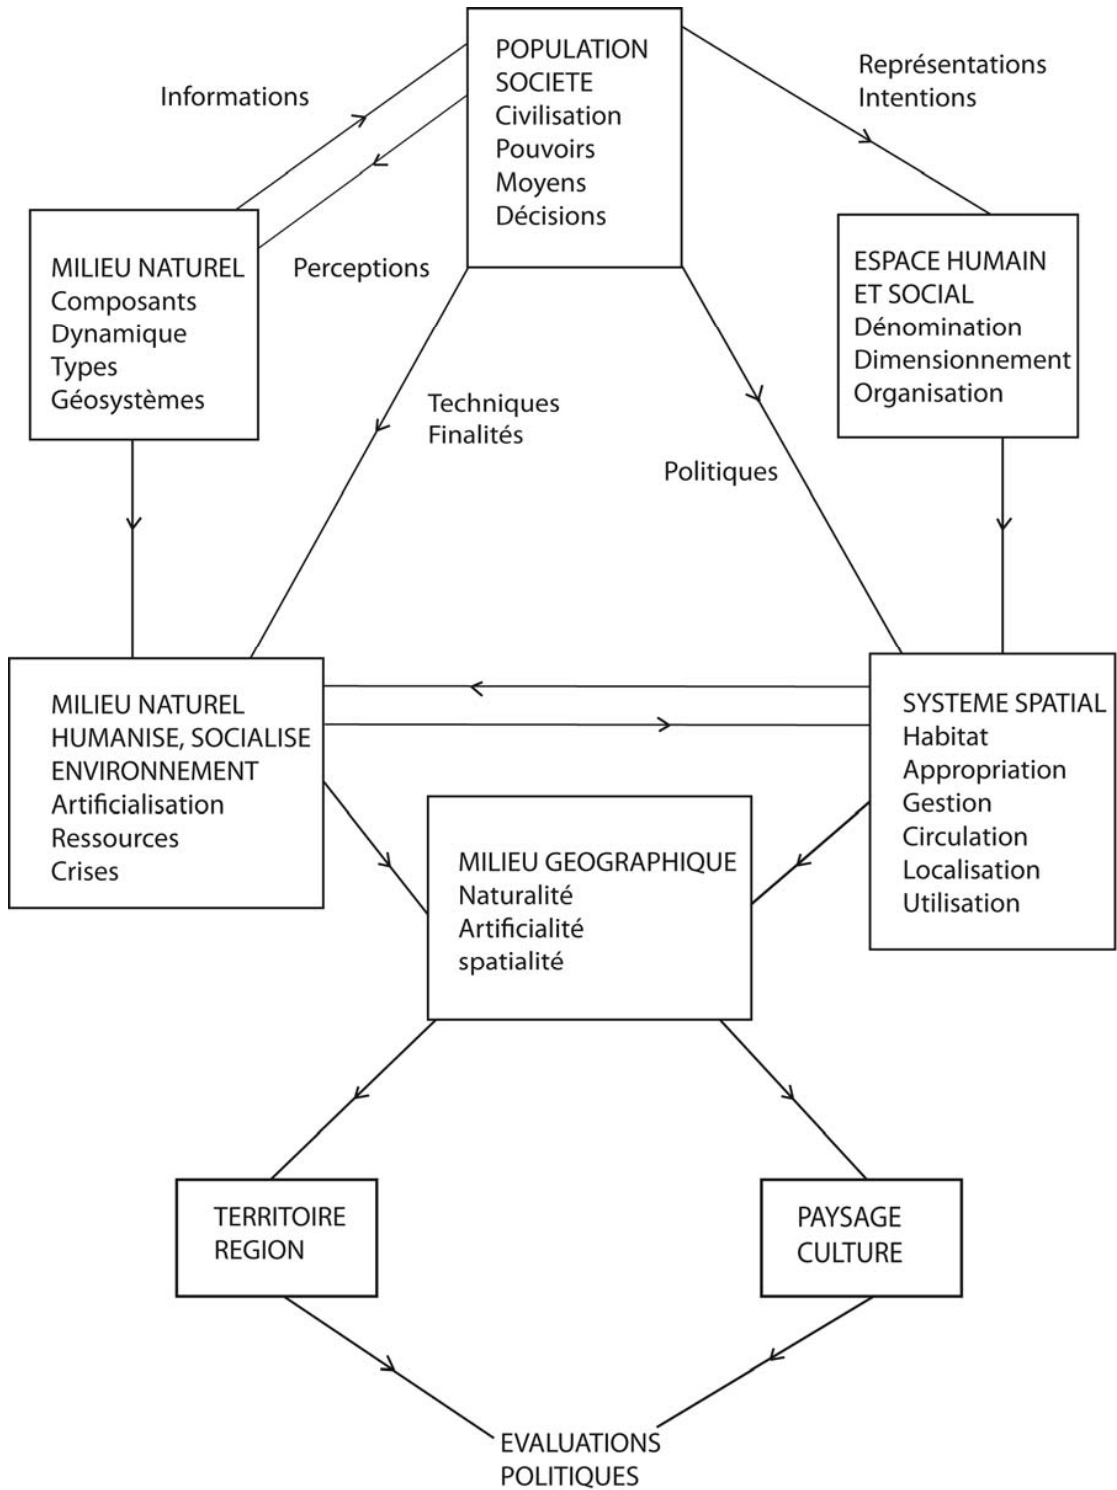 POPULATION
SOCIETE
Civilisation
Pouvoirs
Moyens
Décisions
Informations
Représentations
Intentions
MILIEU NATUREL
Composants
Dynamique
Types
Géosystèmes
Perceptions
ESPACE HUMAIN
ET SOCIAL
Dénomination
Dimensionnement
Organisation
Techniques
Finalités
Politiques
MILIEU NATUREL
HUMANISE, SOCIALISE
ENVIRONNEMENT
Artificialisation
Ressources
Crises
SYSTEME SPATIAL
Habitat
Appropriation
Gestion
Circulation
Localisation
Utilisation
MILIEU GEOGRAPHIQUE
Naturalité
Artificialité
spatialité
TERRITOIRE
REGION
PAYSAGE
CULTURE
EVALUATIONS
POLITIQUES